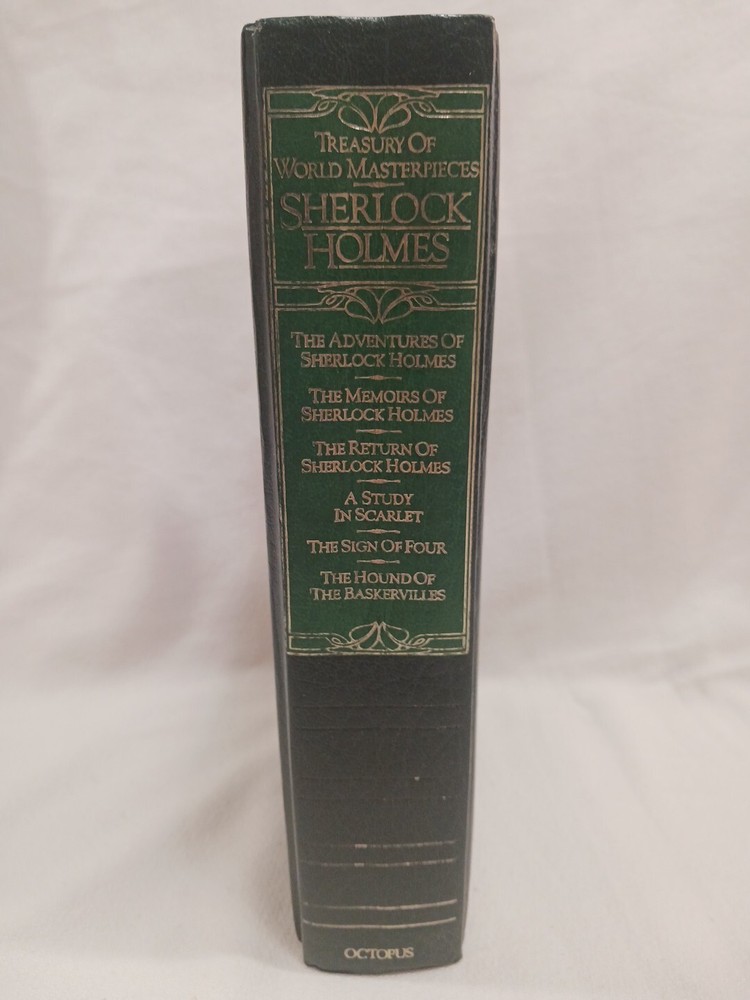 TREASURY OF
WORLD MASTERPIECES
SHERLOCK
HOLMES
THE ADVENTURES OF
SHERLOCK HOLMES
THE MEMOIRS OF
SHERLOCK HOLMES
THE RETURN OF
SHERLOCK HOLMES
A STUDY
IN SCARLET
THE SIGN OF FOUR
THE HOUND OF
THE BASKERVILLES
OCTOPUS